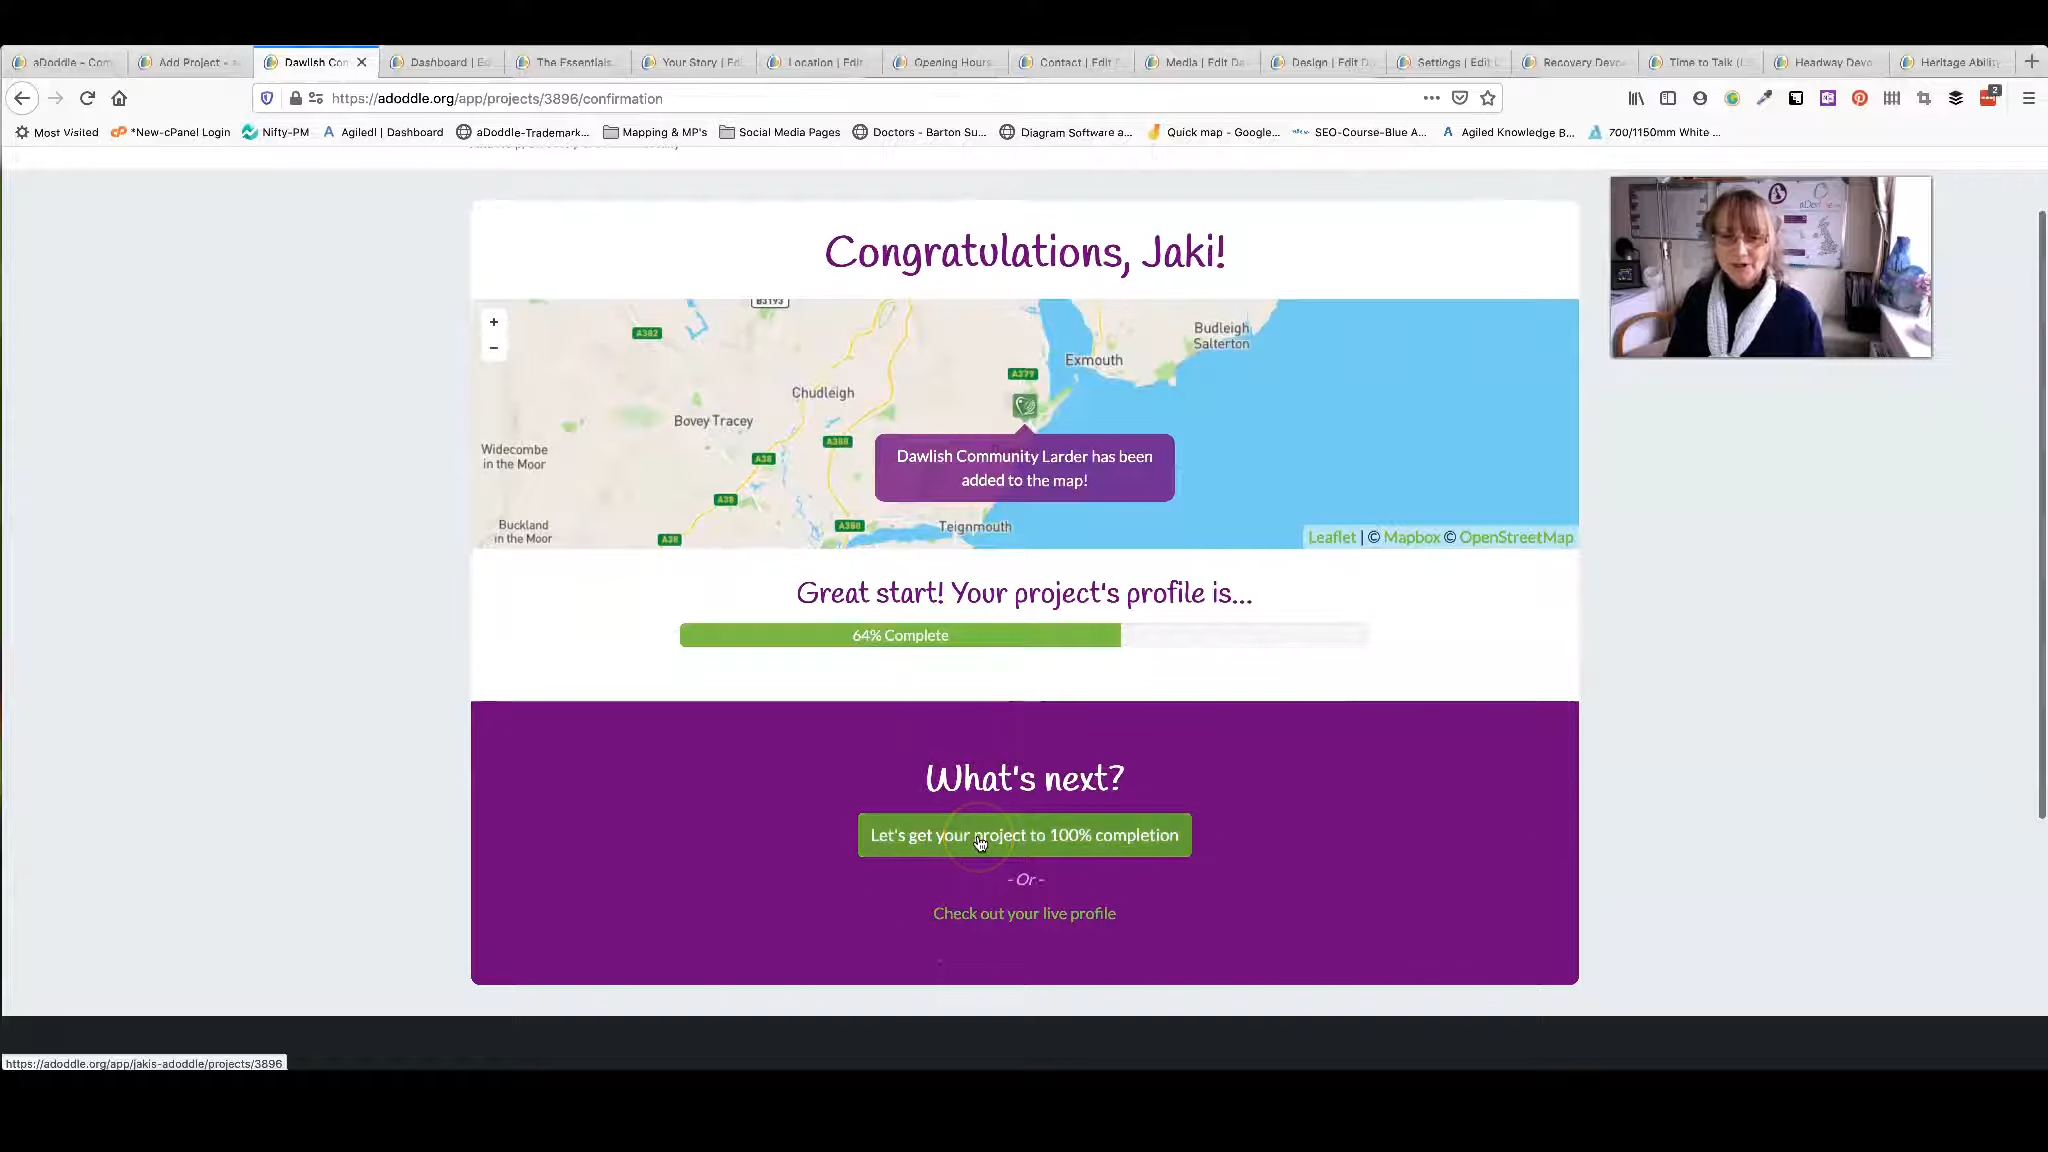 aDoddle – Com
Add Project – a
Dawlish Con
Dashboard | Ed
The Essentials
Your Story | Ed
Location | Edit
Opening Hours
Contact | Edit
Media | Edit Da
Design | Edit D
Settings | Edit
Recovery Devo
Time to Talk (
Headway Devo
Heritage Ability
https://adoddle.org/app/projects/3896/confirmation
2
Most Visited
*New-cPanel Login
Nifty-PM
Agiledl | Dashboard
aDoddle-Trademark...
Mapping & MP's
Social Media Pages
Doctors - Barton Su...
Diagram Software a...
Quick map - Google...
SEO-Course-Blue A...
Agiled Knowledge B...
700/1150mm White ...
Congratulations, Jaki!
+
−
B3193
A382
Budleigh
Salterton
Exmouth
A379
Chudleigh
Bovey Tracey
A380
Widecombe
in the Moor
A38
Dawlish Community Larder has been
added to the map!
A38
Buckland
in the Moor
A380
Teignmouth
A38
Leaflet | © Mapbox © OpenStreetMap
Great start! Your project's profile is...
64% Complete
What's next?
Let's get your project to 100% completion
- Or -
Check out your live profile
https://adoddle.org/app/jakis-adoddle/projects/3896